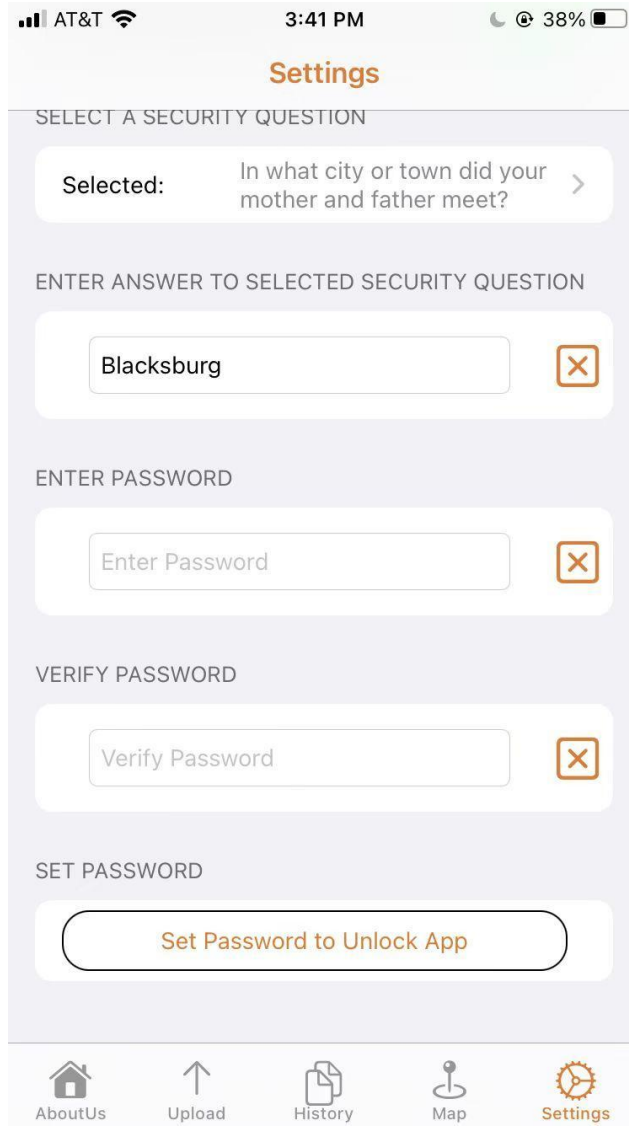 AT&T 3:41 PM 38%
Settings
SELECT A SECURITY QUESTION
Selected: In what city or town did your
mother and father meet?
ENTER ANSWER TO SELECTED SECURITY QUESTION
Blacksburg
ENTER PASSWORD
Enter Password
VERIFY PASSWORD
Verify Password
SET PASSWORD
Set Password to Unlock App
AboutUs Upload History Map Settings